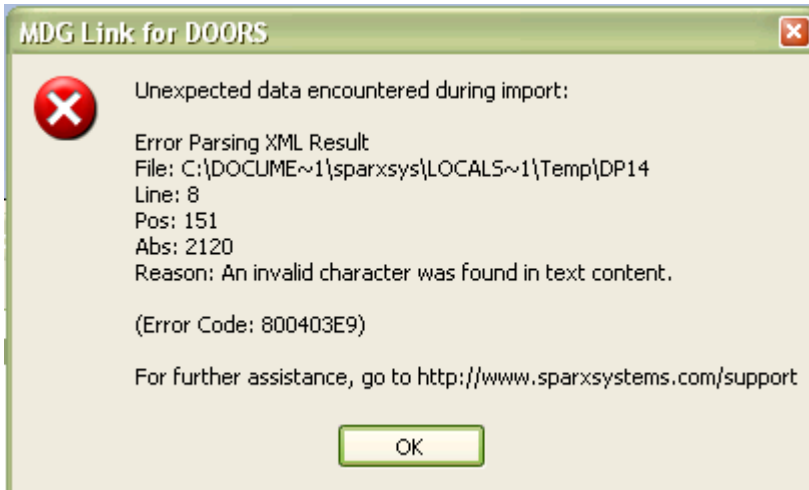 MDG Link for DOORS
Unexpected data encountered during import:
Error Parsing XML Result
File: C:\DOCUME~1\sparxsys\LOCALS~1\Temp\DP14
Line: 8
Pos: 151
Abs: 2120
Reason: An invalid character was found in text content.
(Error Code: 800403E9)
For further assistance, go to http://www.sparxsystems.com/support
OK